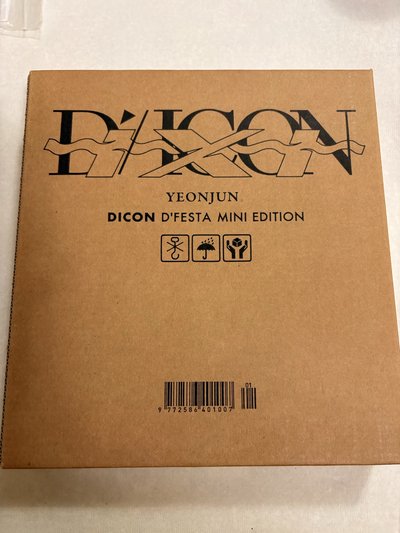 D'/ICON
YEONJUN
DICON D'FESTA MINI EDITION
01
9 772586 401007